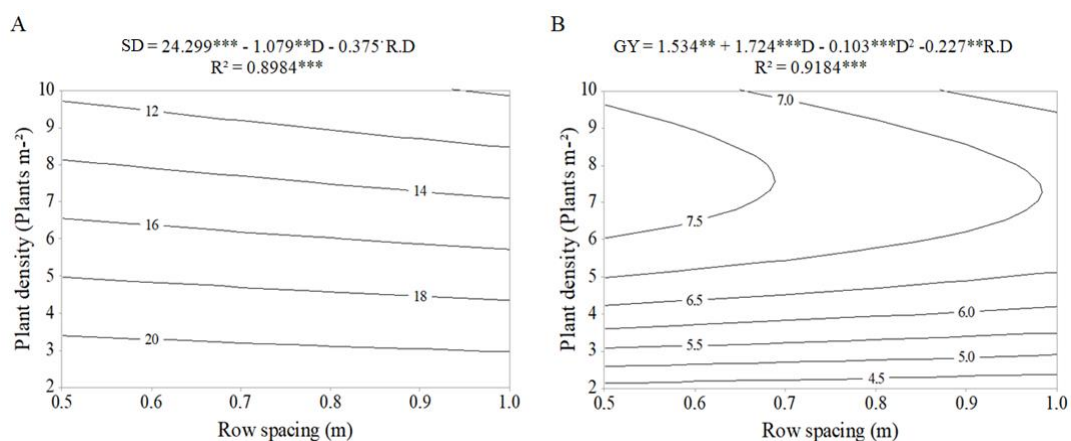 A
SD = 24.299*** - 1.079**D - 0.375·R.D
R² = 0.8984***
Plant density (Plants m-²)
10
9
8
7
6
5
4
3
2
12
14
16
18
20
0.5 0.6 0.7 0.8 0.9 1.0
Row spacing (m)
B
GY = 1.534** + 1.724***D - 0.103***D² -0.227**R.D
R² = 0.9184***
Plant density (Plants m-²)
10
9
8
7
6
5
4
3
2
7.0
7.5
6.5
6.0
5.5
5.0
4.5
0.5 0.6 0.7 0.8 0.9 1.0
Row spacing (m)